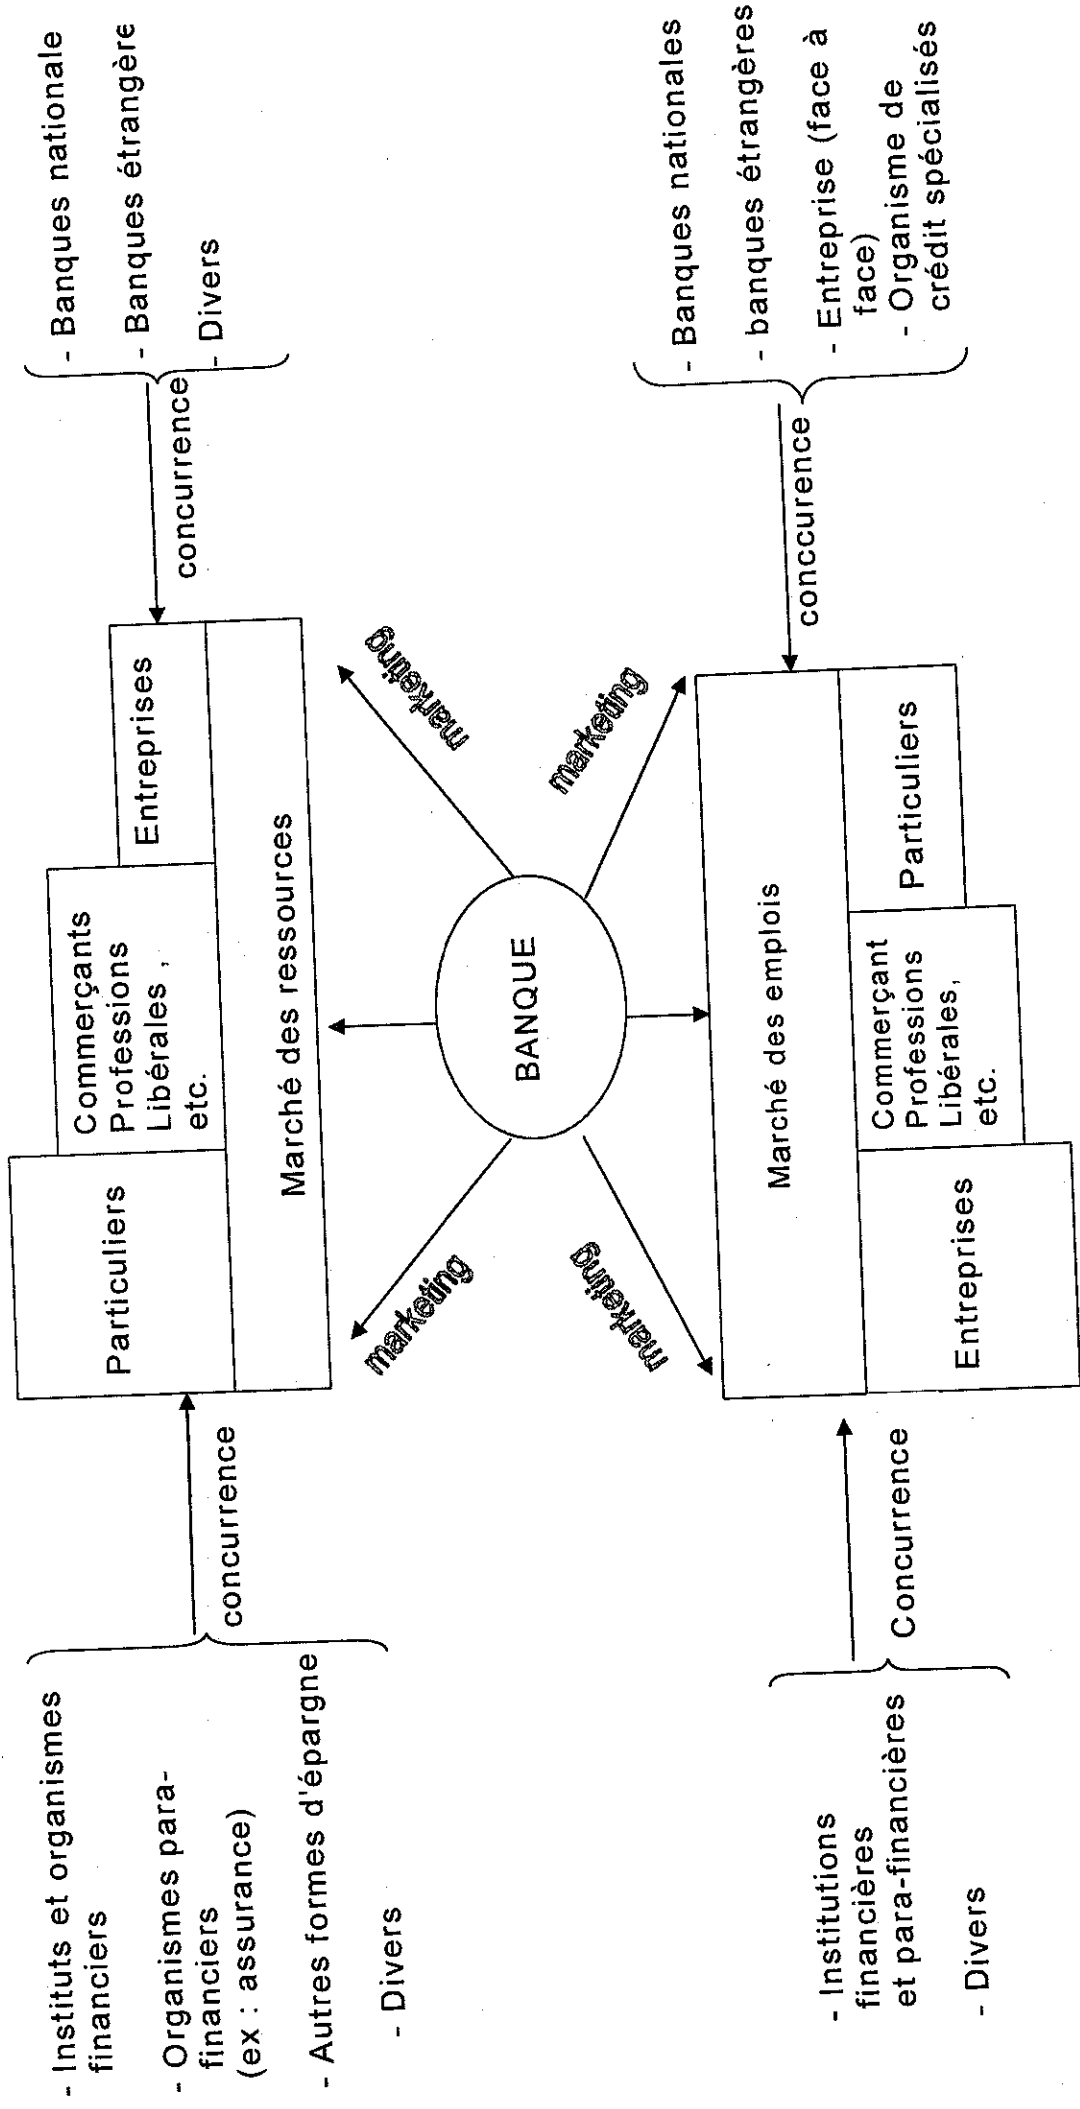 - Instituts et organismes
financiers
- Organismes para-
financiers
(ex : assurance)
- Autres formes d'épargne
- Divers
concurrence
Particuliers
Commerçants
Professions
Libérales ,
etc.
Entreprises
Marché des ressources
concurrence
- Banques nationale
- Banques étrangère
- Divers
marketing
marketing
BANQUE
marketing
marketing
- Institutions
financières
et para-financières
- Divers
Concurrence
Marché des emplois
Entreprises
Commerçant
Professions
Libérales,
etc.
Particuliers
conccurence
- Banques nationales
- banques étrangères
- Entreprise (face à
face)
- Organisme de
crédit spécialisés